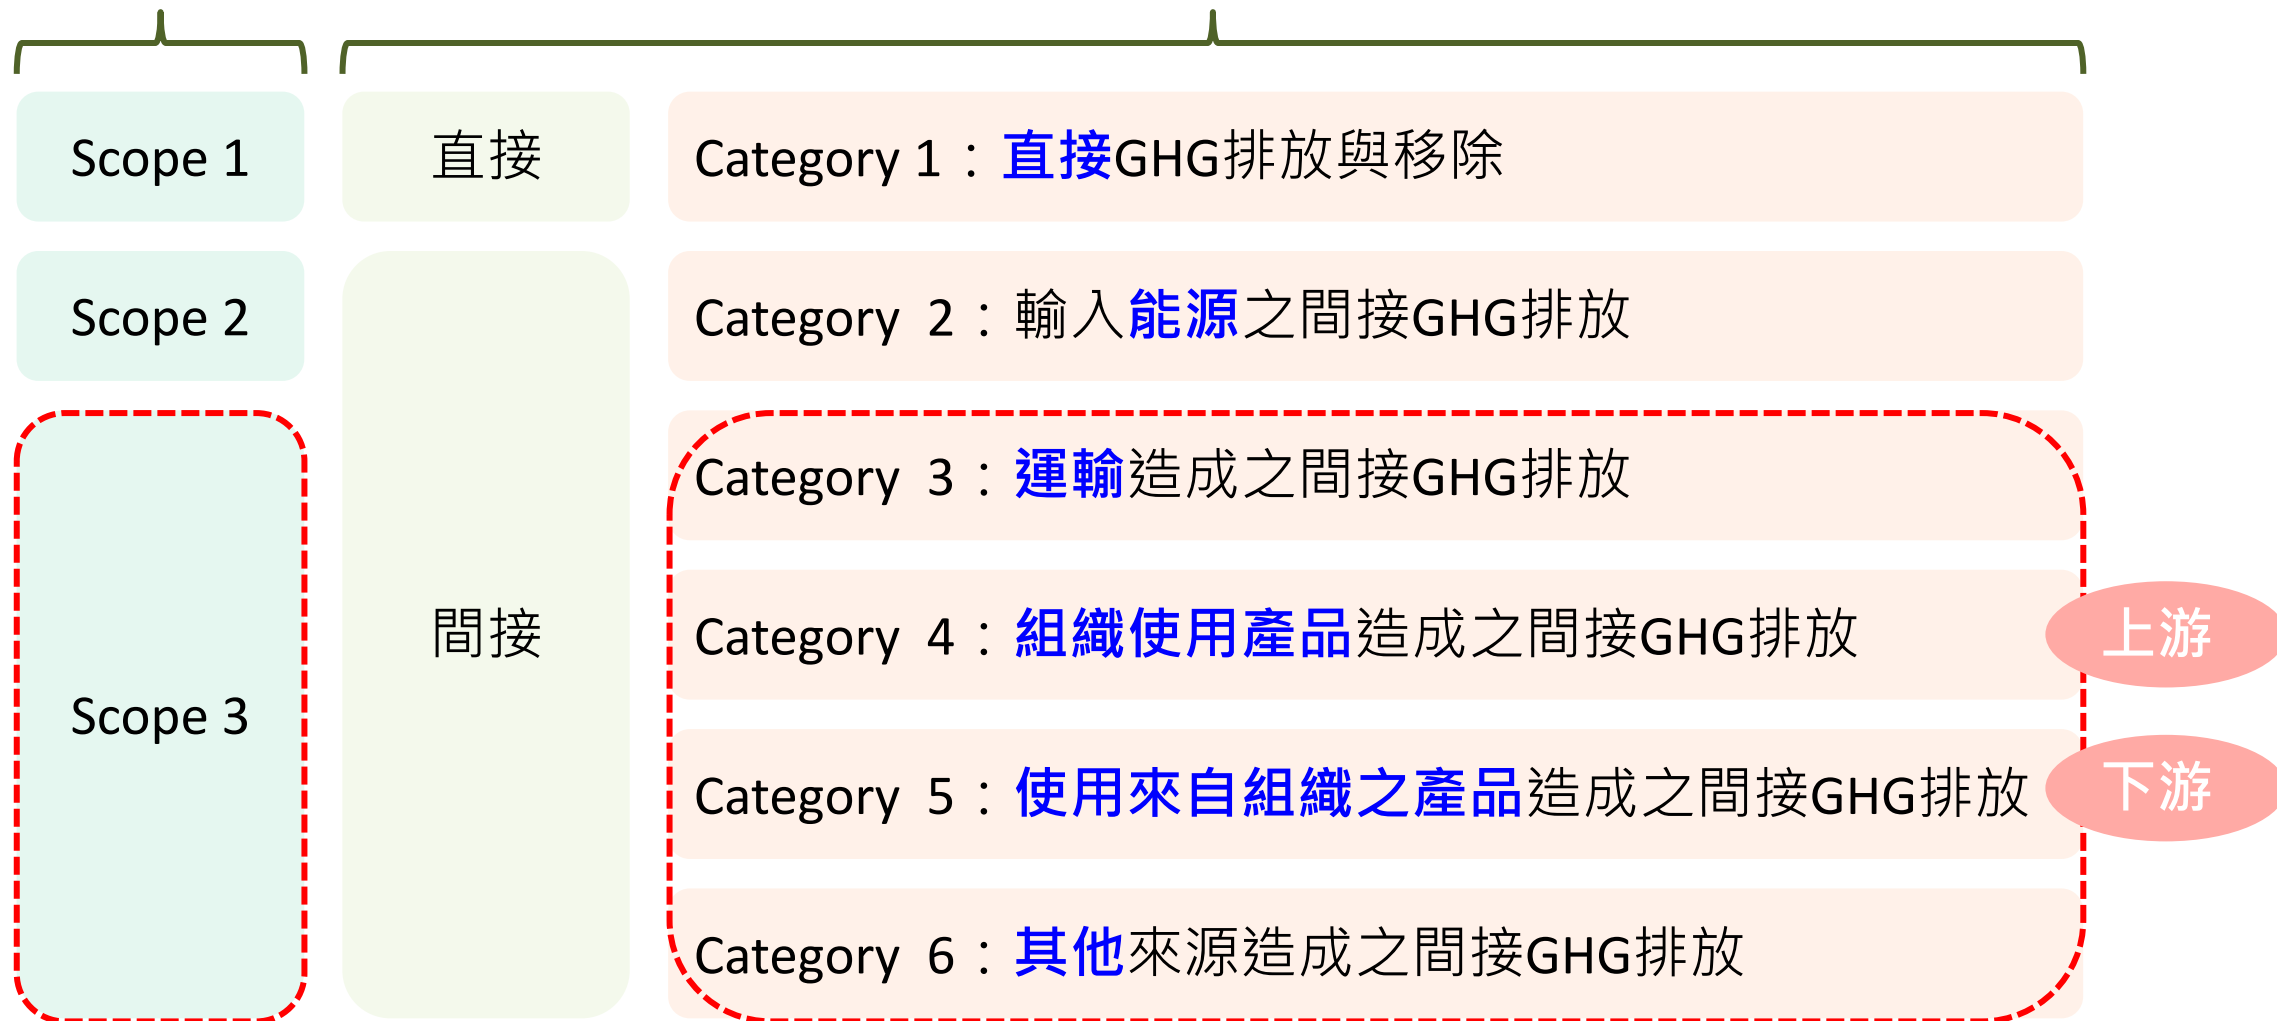 Scope 1
直接
Category 1：直接GHG排放與移除
Scope 2
Category 2：輸入能源之間接GHG排放
Scope 3
間接
Category 3：運輸造成之間接GHG排放
Category 4：組織使用產品造成之間接GHG排放
上游
Category 5：使用來自組織之產品造成之間接GHG排放
下游
Category 6：其他來源造成之間接GHG排放